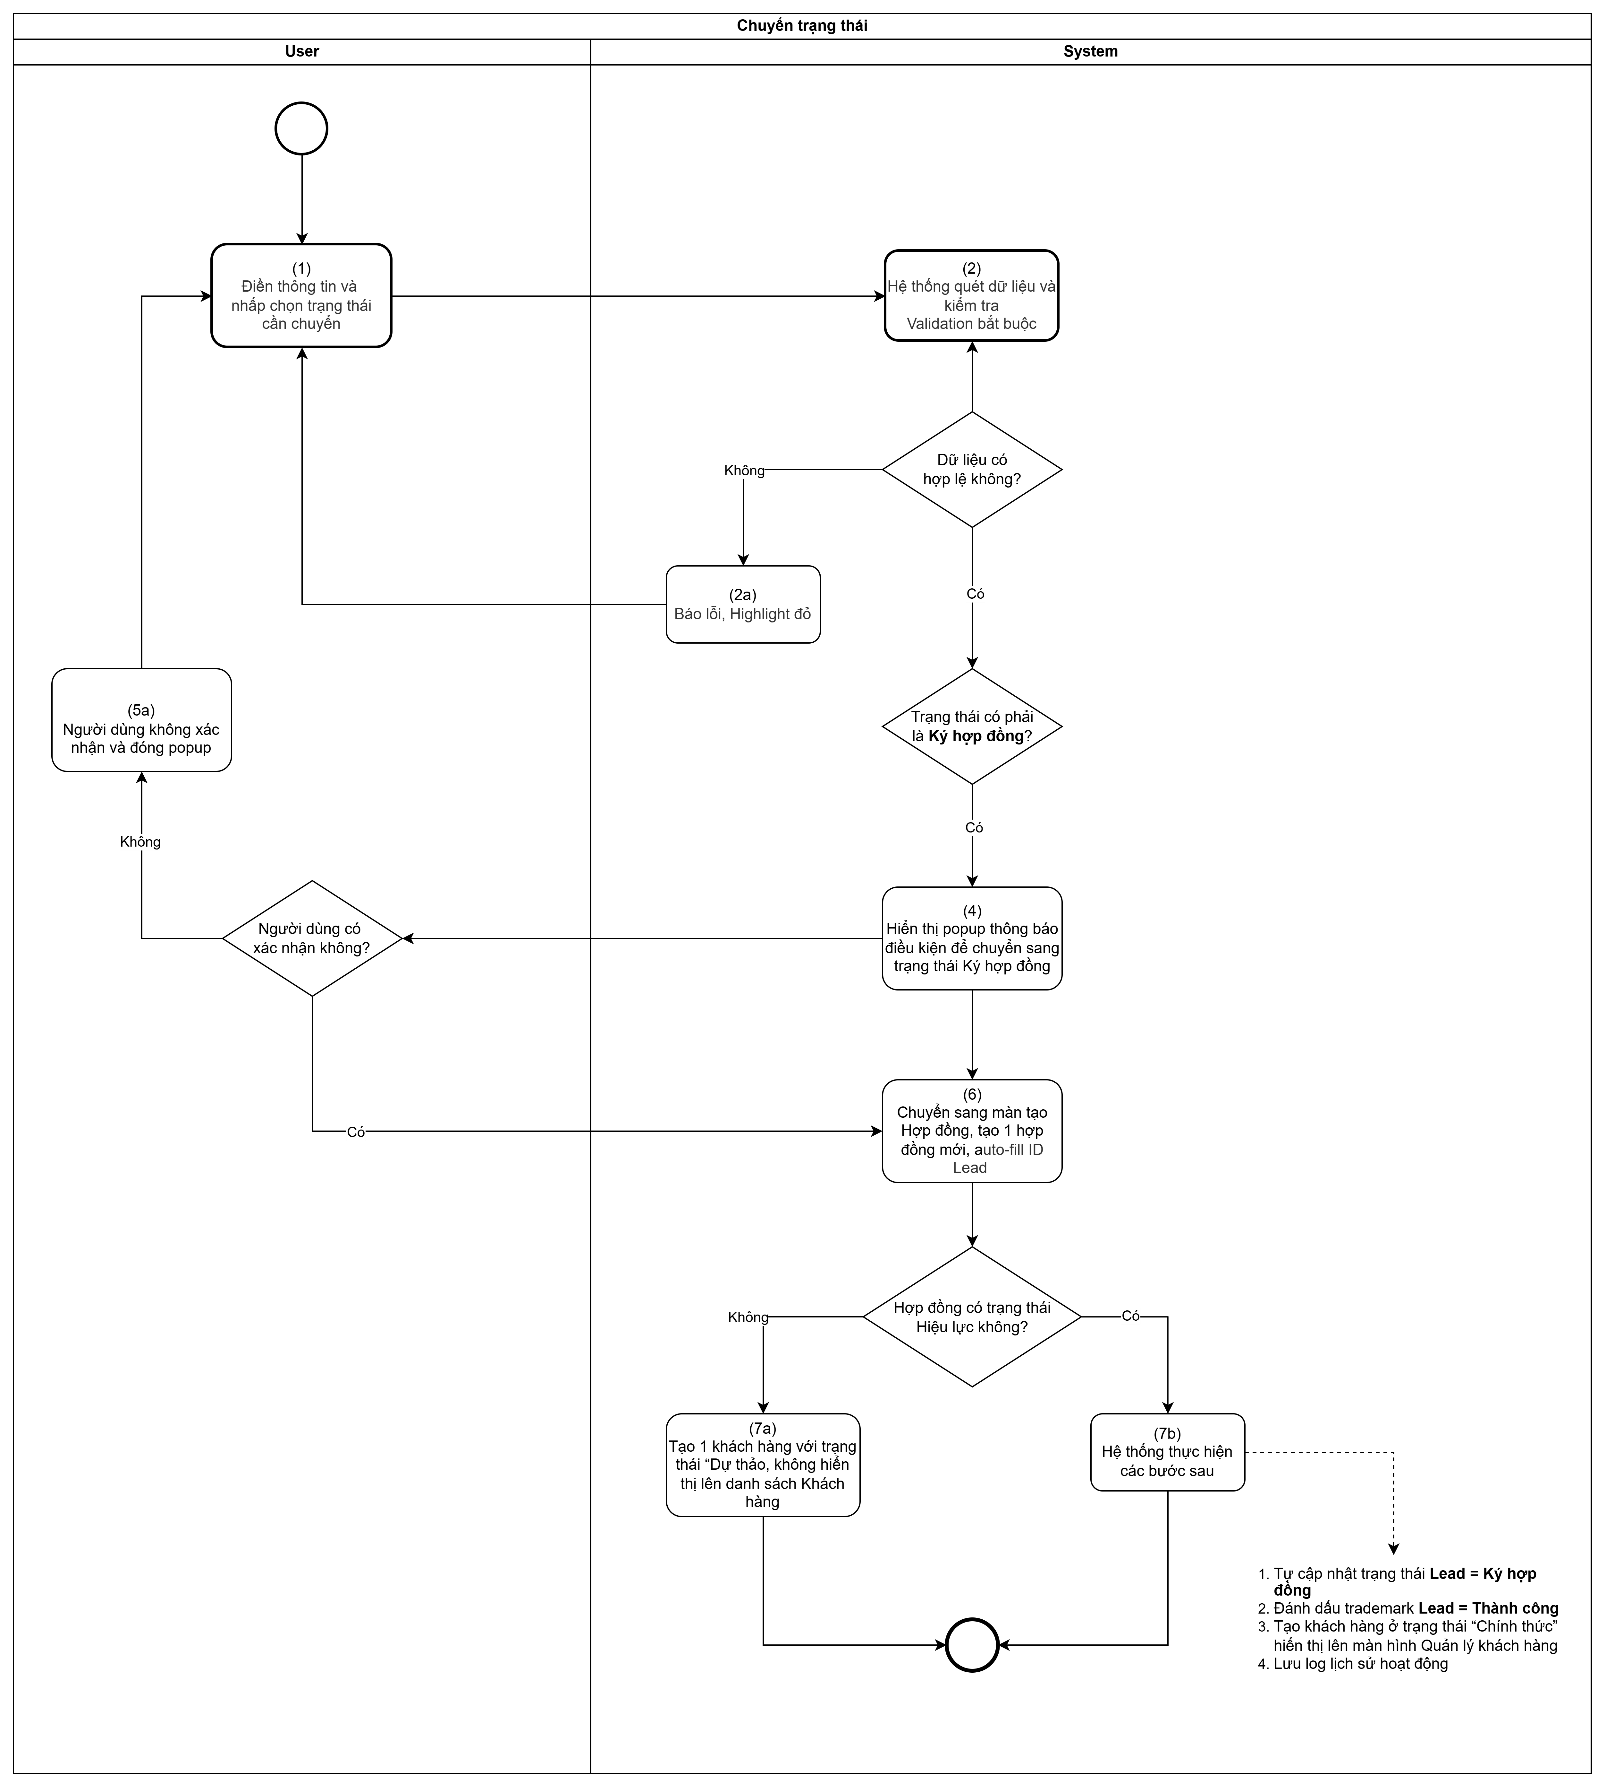 Chuyển trạng thái
User
System
(1)
Điền thông tin và
nhấp chọn trạng thái
cần chuyển
(2)
Hệ thống quét dữ liệu và
kiểm tra
Validation bắt buộc
Dữ liệu có
hợp lệ không?
Không
(2a)
Báo lỗi, Highlight đỏ
Có
(5a)
Người dùng không xác
nhận và đóng popup
Trạng thái có phải
là Ký hợp đồng?
Có
Không
Người dùng có
xác nhận không?
(4)
Hiển thị popup thông báo
điều kiện để chuyển sang
trạng thái Ký hợp đồng
Có
(6)
Chuyển sang màn tạo
Hợp đồng, tạo 1 hợp
đồng mới, auto-fill ID
Lead
Hợp đồng có trạng thái
Hiệu lực không?
Không
Có
(7a)
Tạo 1 khách hàng với trạng
thái “Dự thảo, không hiển
thị lên danh sách Khách
hàng
(7b)
Hệ thống thực hiện
các bước sau
1. Tự cập nhật trạng thái Lead = Ký hợp
đồng
2. Đánh dấu trademark Lead = Thành công
3. Tạo khách hàng ở trạng thái “Chính thức”
hiển thị lên màn hình Quản lý khách hàng
4. Lưu log lịch sử hoạt động